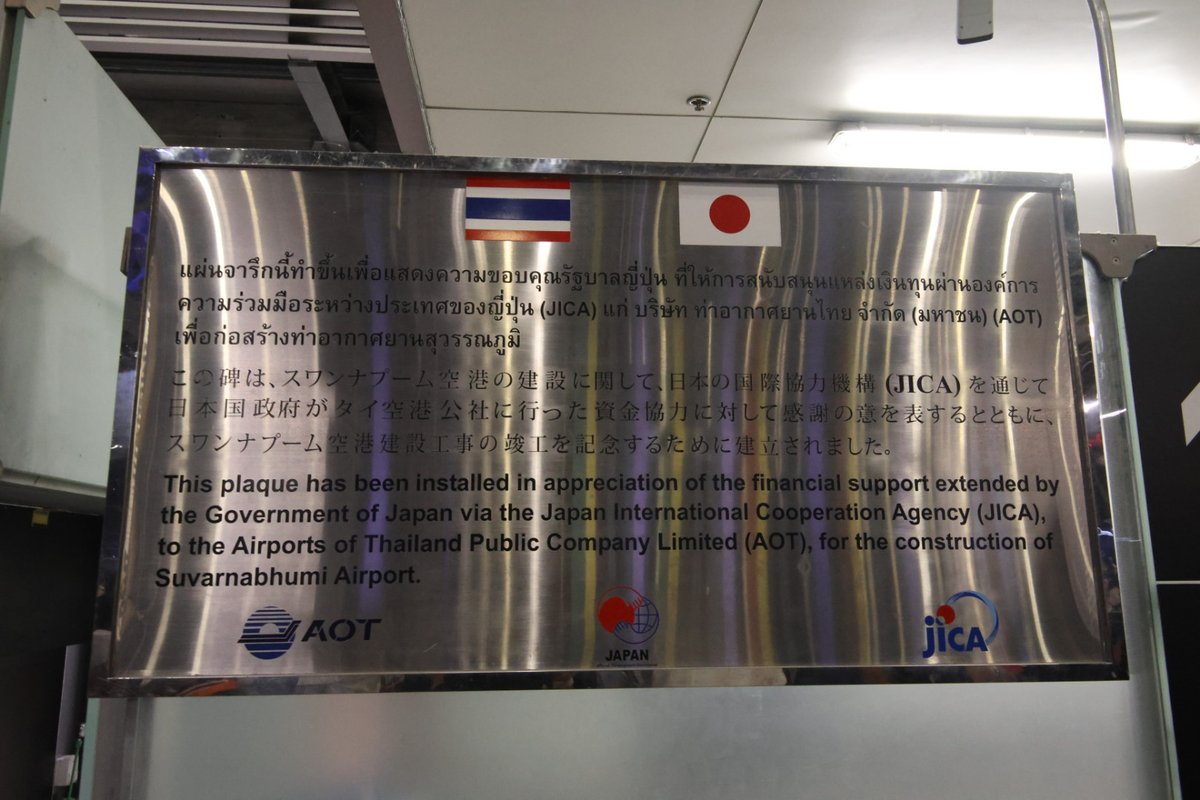 แผ่นจารึกนี้ทำขึ้นเพื่อแสดงความขอบคุณรัฐบาลญี่ปุ่น ที่ให้การสนับสนุนแหล่งเงินทุนผ่านองค์การ
ความร่วมมือระหว่างประเทศของญี่ปุ่น (JICA) แก่ บริษัท ท่าอากาศยานไทย จำกัด (มหาชน) (AOT)
เพื่อก่อสร้างท่าอากาศยานสุวรรณภูมิ
この碑は、スワンナプーム空港の建設に関して、日本の国際協力機構 (JICA) を通じて
日本国政府がタイ空港公社に行った資金協力に対して感謝の意を表するとともに、
スワンナプーム空港建設工事の竣工を記念するために建立されました。
This plaque has been installed in appreciation of the financial support extended by
the Government of Japan via the Japan International Cooperation Agency (JICA),
to the Airports of Thailand Public Company Limited (AOT), for the construction of
Suvarnabhumi Airport.
AOT
JAPAN
jICA